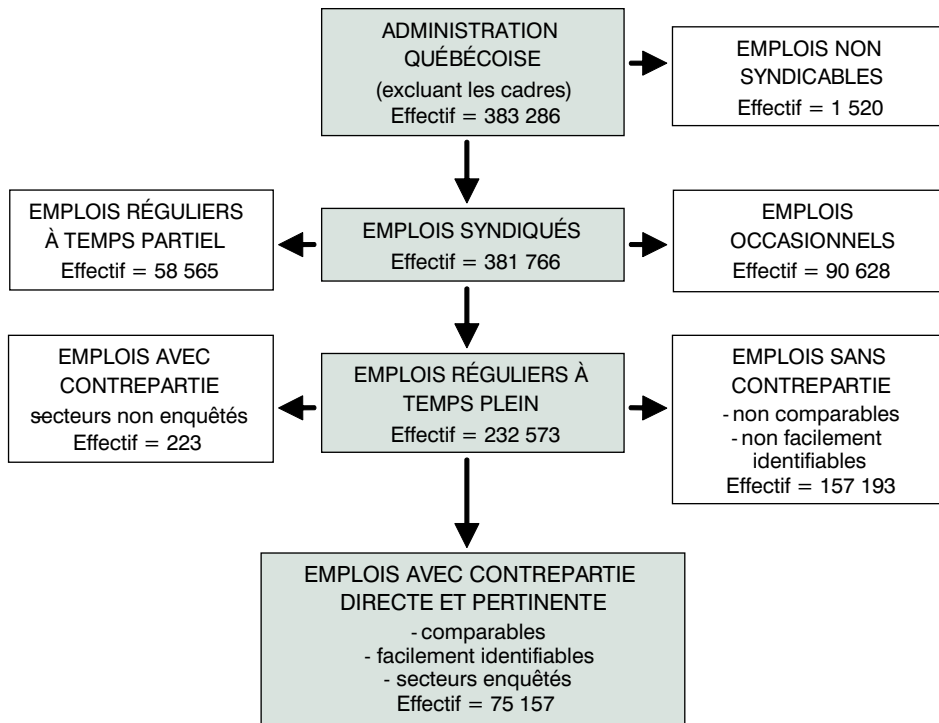 ADMINISTRATION
QUÉBÉCOISE
(excluant les cadres)
Effectif = 383 286
EMPLOIS NON
SYNDICABLES
Effectif = 1 520
EMPLOIS RÉGULIERS
À TEMPS PARTIEL
Effectif = 58 565
EMPLOIS SYNDIQUÉS
Effectif = 381 766
EMPLOIS
OCCASIONNELS
Effectif = 90 628
EMPLOIS AVEC
CONTREPARTIE
-secteurs non enquêtés
Effectif = 223
EMPLOIS RÉGULIERS À
TEMPS PLEIN
Effectif = 232 573
EMPLOIS SANS
CONTREPARTIE
- non comparables
- non facilement
identifiables
Effectif = 157 193
EMPLOIS AVEC CONTREPARTIE
DIRECTE ET PERTINENTE
- comparables
- facilement identifiables
- secteurs enquêtés
Effectif = 75 157